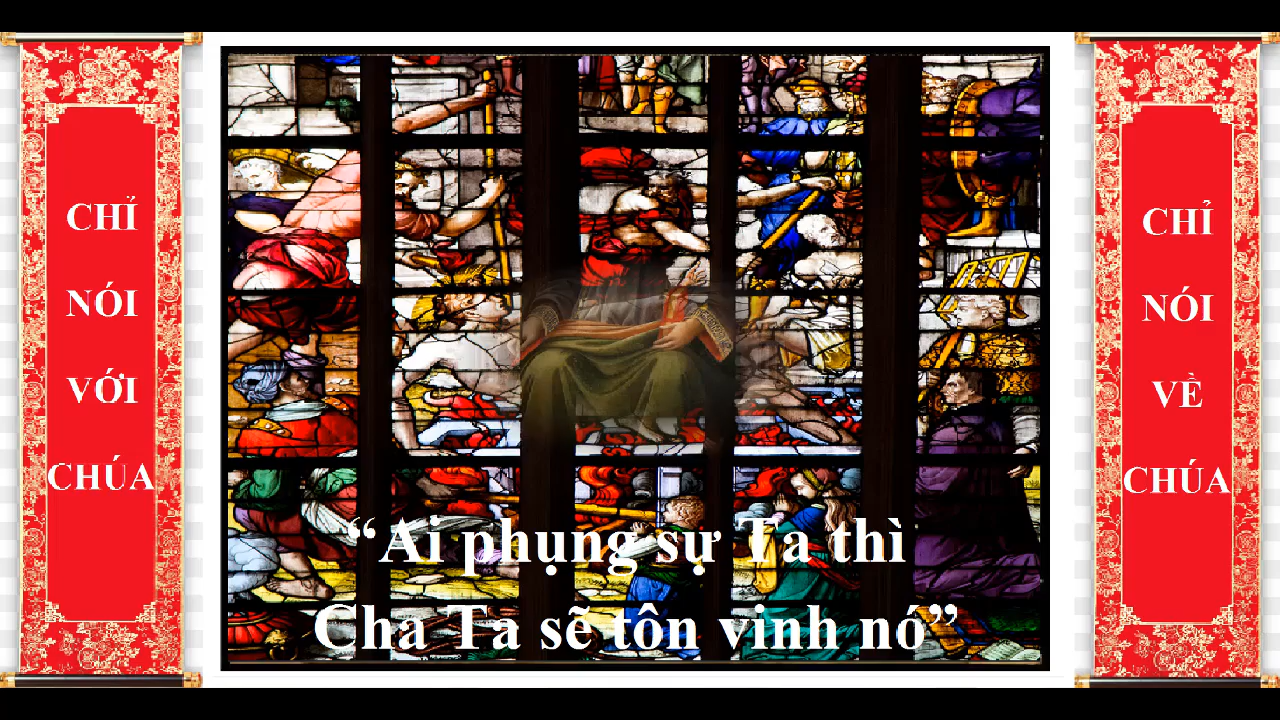 CHỈ
NÓI
VỚI
CHÚA
“Ai phụng sự Ta thì
Cha Ta sẽ tôn vinh nó”
CHỈ
NÓI
VỀ
CHÚA